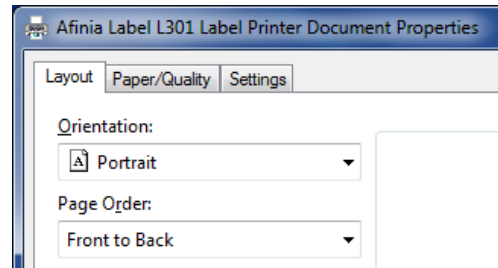 Afinia Label L301 Label Printer Document Properties
Layout Paper/Quality Settings
Orientation:
A Portrait
Page Order:
Front to Back